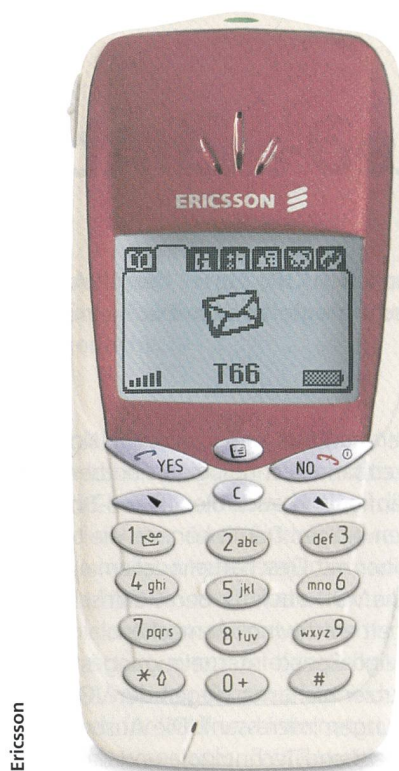 ERICSSON
T66
YES NO
C
1 2 abc def 3
4 ghi 5 jkl mno 6
7 pqrs 8 tuv wxyz 9
* 0 + #
Ericsson